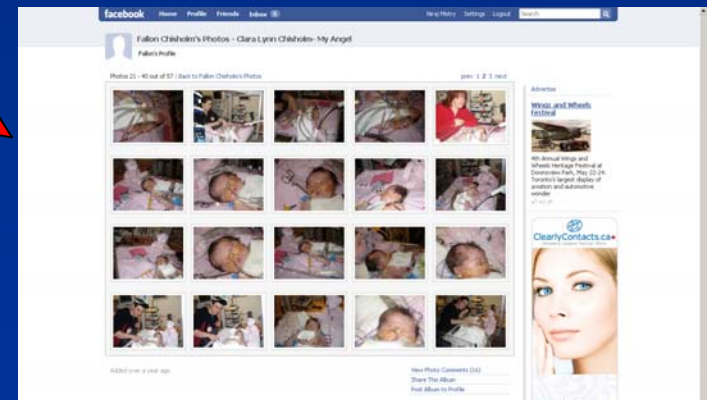 facebook Home Profile Friends Inbox Niraj Mistry Settings Logout Search
Fallon Chisholm's Photos - Clara Lynn Chisholm- My Angel
Fallon's Profile
Photos 21 - 40 out of 57 | Back to Fallon Chisholm's Photos
prev 1 2 3 next
Advertise
Wings and Wheels
Festival
4th Annual Wings and
Wheels Heritage Festival at
Downsview Park, May 22-24.
Toronto's largest display of
aviation and automotive
wonder
ClearlyContacts.ca
Added over a year ago
View Photo Comments (16)
Share This Album
Post Album to Profile